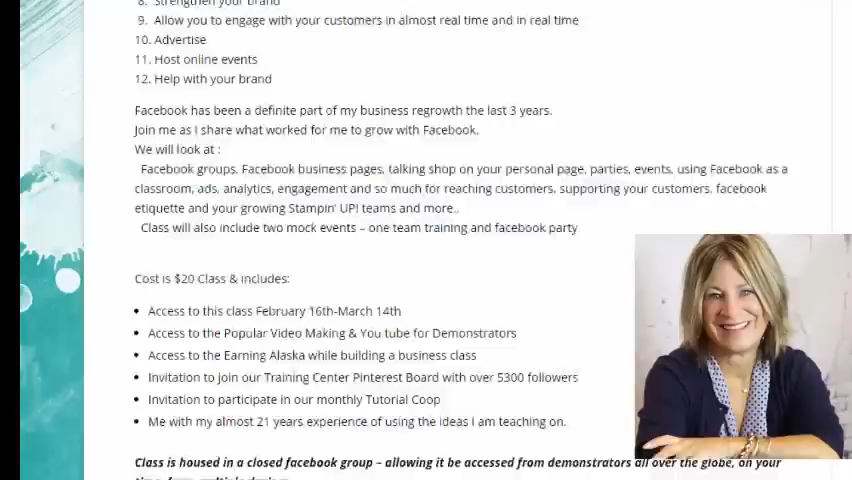 8. Strengthen your brand
9. Allow you to engage with your customers in almost real time and in real time
10. Advertise
11. Host online events
12. Help with your brand
Facebook has been a definite part of my business regrowth the last 3 years.
Join me as I share what worked for me to grow with Facebook.
We will look at :
Facebook groups, Facebook business pages, talking shop on your personal page, parties, events, using Facebook as a
classroom, ads, analytics, engagement and so much for reaching customers, supporting your customers, facebook
etiquette and your growing Stampin' UP! teams and more..
Class will also include two mock events – one team training and facebook party
Cost is $20 Class & includes:
Access to this class February 16th-March 14th
Access to the Popular Video Making & You tube for Demonstrators
Access to the Earning Alaska while building a business class
Invitation to join our Training Center Pinterest Board with over 5300 followers
Invitation to participate in our monthly Tutorial Coop
Me with my almost 21 years experience of using the ideas I am teaching on.
Class is housed in a closed facebook group – allowing it be accessed from demonstrators all over the globe, on your